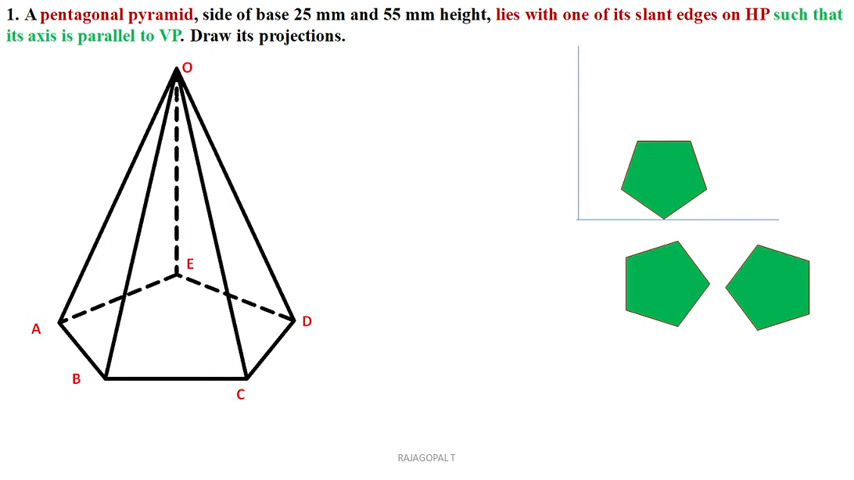 1. A pentagonal pyramid, side of base 25 mm and 55 mm height, lies with one of its slant edges on HP such that
its axis is parallel to VP. Draw its projections.
O
E
A
D
B
C
RAJAGOPAL T